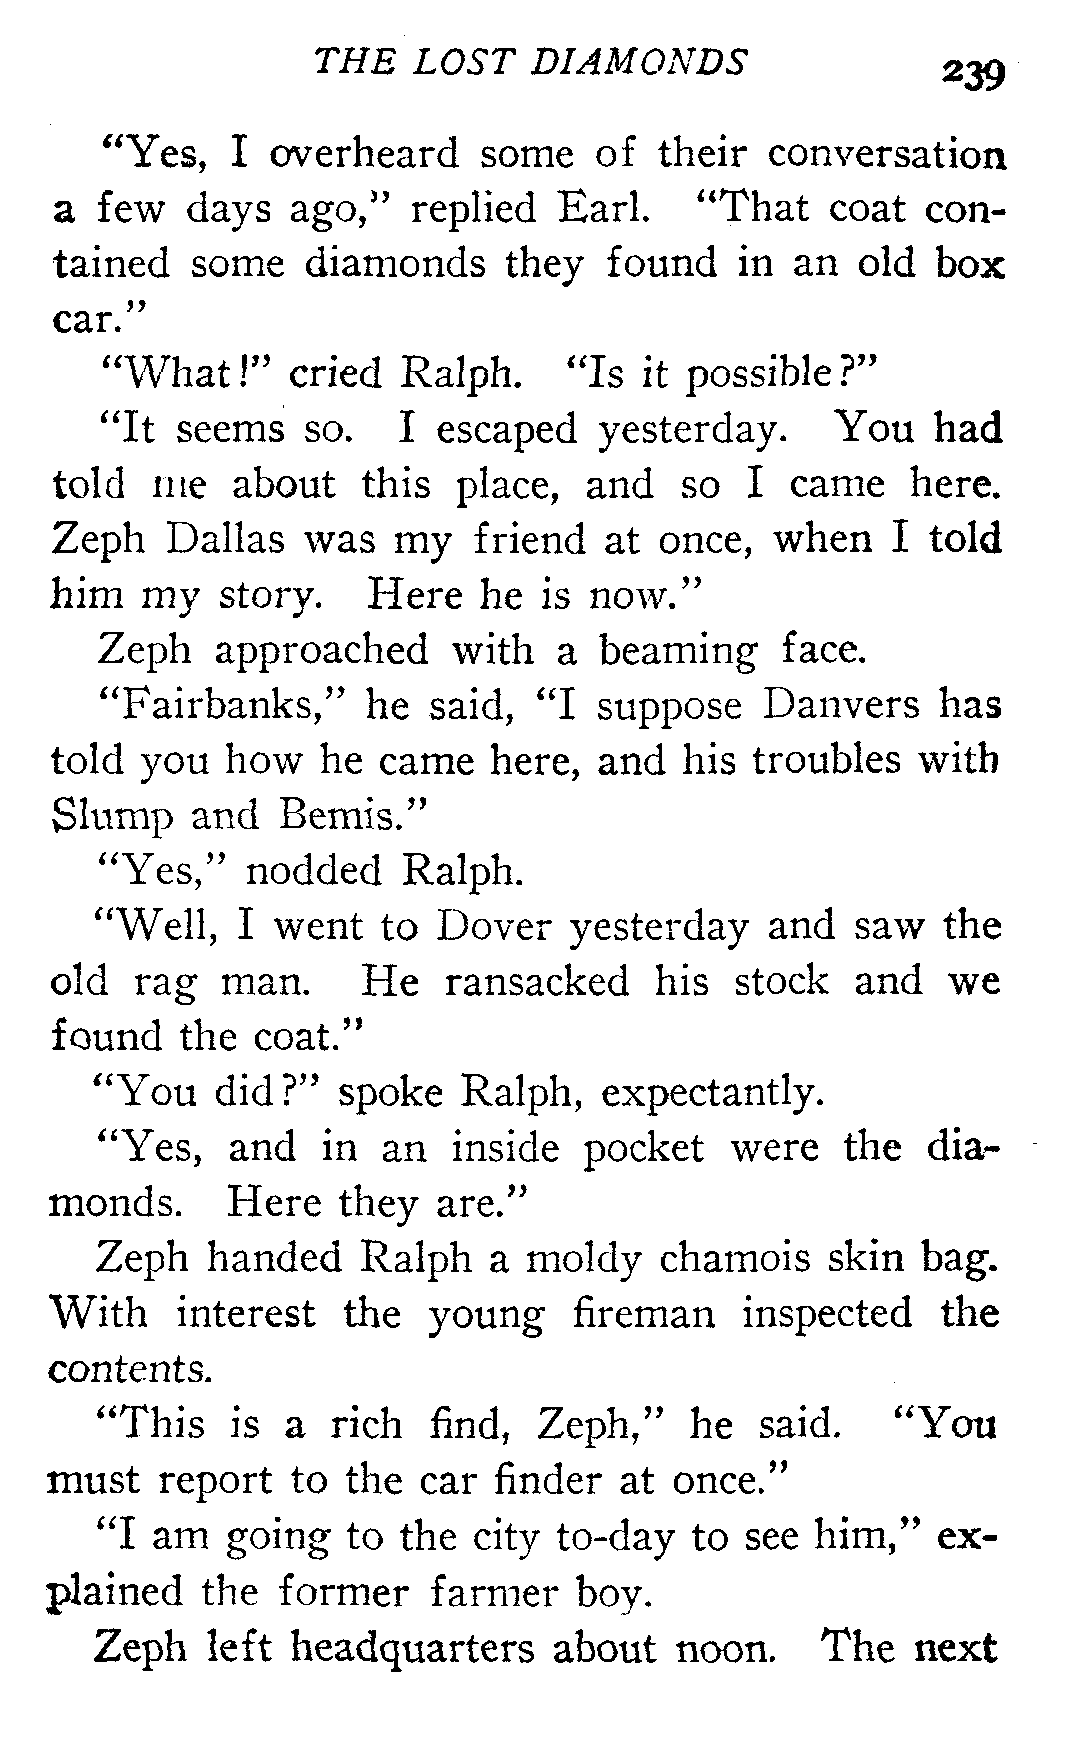 THE LOST DIAMONDS 239
"Yes, I overheard some of their conversation
a few days ago," replied Earl. "That coat con-
tained some diamonds they found in an old box
car."
"What!" cried Ralph. "Is it possible?"
"It seems so. I escaped yesterday. You had
told me about this place, and so I came here.
Zeph Dallas was my friend at once, when I told
him my story. Here he is now."
Zeph approached with a beaming face.
"Fairbanks," he said, "I suppose Danvers has
told you how he came here, and his troubles with
Slump and Bemis."
"Yes," nodded Ralph.
"Well, I went to Dover yesterday and saw the
old rag man. He ransacked his stock and we
found the coat."
"You did?" spoke Ralph, expectantly.
"Yes, and in an inside pocket were the dia-
monds. Here they are."
Zeph handed Ralph a moldy chamois skin bag.
With interest the young fireman inspected the
contents.
"This is a rich find, Zeph," he said. "You
must report to the car finder at once."
"I am going to the city to-day to see him," ex-
plained the former farmer boy.
Zeph left headquarters about noon. The next